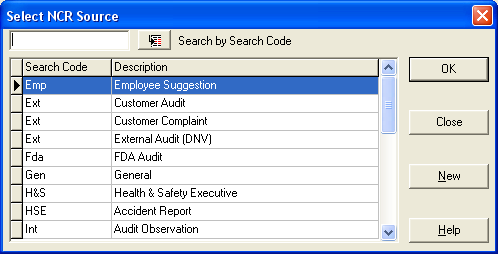 Select NCR Source
Search by Search Code
Search Code Description
Emp Employee Suggestion
Ext Customer Audit
Ext Customer Complaint
Ext External Audit (DNV)
Fda FDA Audit
Gen General
H&S Health & Safety Executive
HSE Accident Report
Int Audit Observation
OK
Close
New
Help